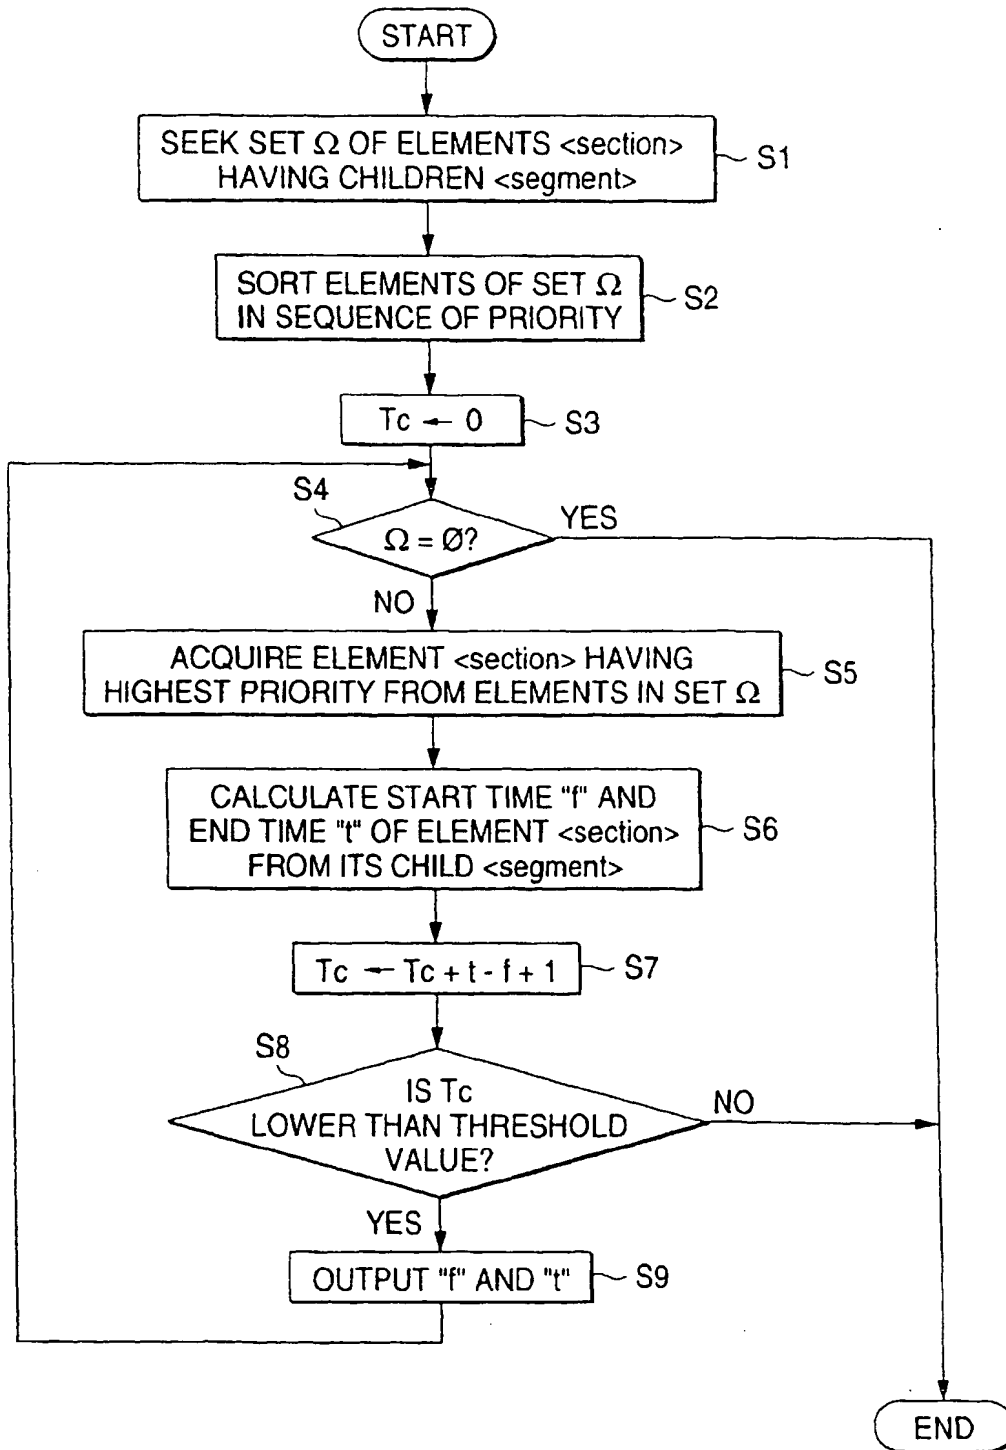 START
SEEK SET Ω OF ELEMENTS <section>
HAVING CHILDREN <segment>
S1
SORT ELEMENTS OF SET Ω
IN SEQUENCE OF PRIORITY
S2
Tc ← 0
S3
S4
Ω = Ø?
YES
NO
ACQUIRE ELEMENT <section> HAVING
HIGHEST PRIORITY FROM ELEMENTS IN SET Ω
S5
CALCULATE START TIME "f" AND
END TIME "t" OF ELEMENT <section>
FROM ITS CHILD <segment>
S6
Tc ← Tc + t - f + 1
S7
S8
IS Tc
LOWER THAN THRESHOLD
VALUE?
NO
YES
OUTPUT "f" AND "t"
S9
END